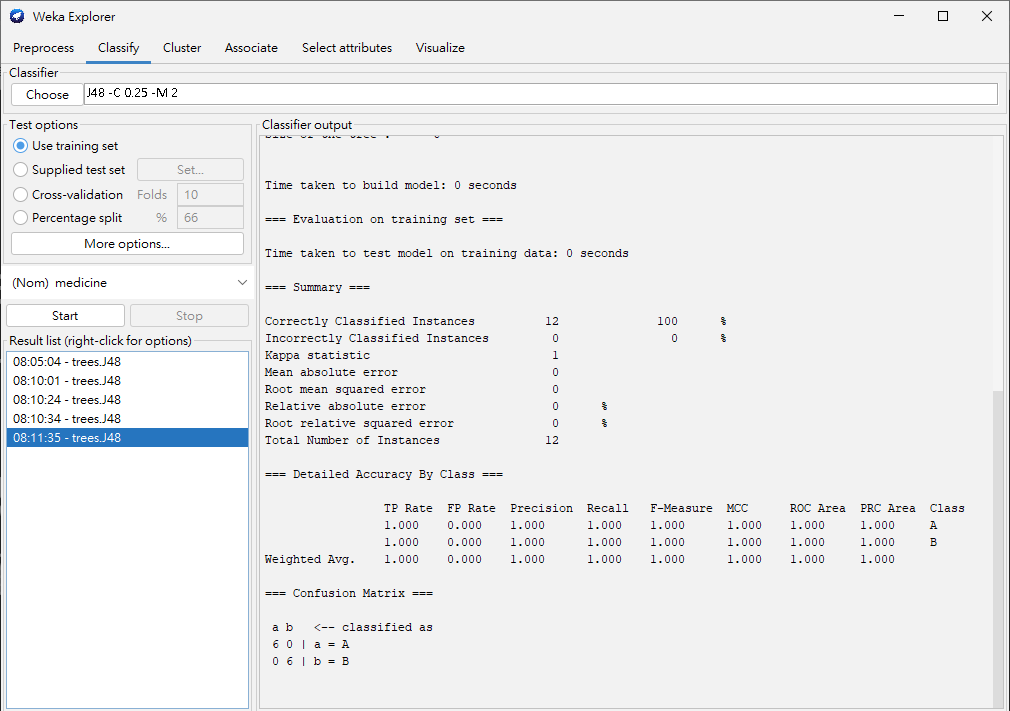 Weka Explorer
Preprocess Classify Cluster Associate Select attributes Visualize
Classifier
Choose J48 -C 0.25 -M 2
Test options
Use training set
Supplied test set Set...
Cross-validation Folds 10
Percentage split % 66
More options...
(Nom) medicine
Start Stop
Result list (right-click for options)
08:05:04 - trees.J48
08:10:01 - trees.J48
08:10:24 - trees.J48
08:10:34 - trees.J48
08:11:35 - trees.J48
Classifier output
Time taken to build model: 0 seconds
=== Evaluation on training set ===
Time taken to test model on training data: 0 seconds
=== Summary ===
Correctly Classified Instances 12 100 %
Incorrectly Classified Instances 0 0 %
Kappa statistic 1
Mean absolute error 0
Root mean squared error 0
Relative absolute error 0 %
Root relative squared error 0 %
Total Number of Instances 12
=== Detailed Accuracy By Class ===
TP Rate FP Rate Precision Recall F-Measure MCC ROC Area PRC Area Class
1.000 0.000 1.000 1.000 1.000 1.000 1.000 1.000 A
1.000 0.000 1.000 1.000 1.000 1.000 1.000 1.000 B
Weighted Avg. 1.000 0.000 1.000 1.000 1.000 1.000 1.000 1.000
=== Confusion Matrix ===
a b <-- classified as
6 0 | a = A
0 6 | b = B